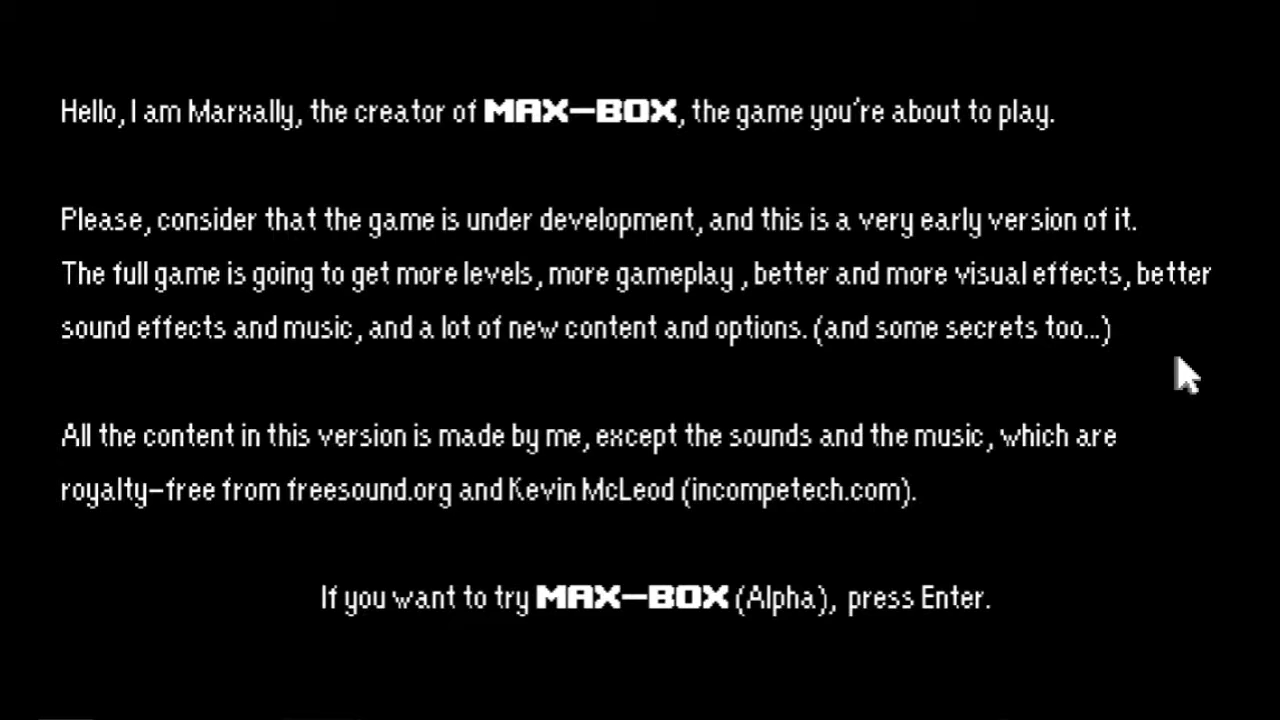 Hello, I am Marxally, the creator of MAX-BOX, the game you're about to play.
Please, consider that the game is under development, and this is a very early version of it.
The full game is going to get more levels, more gameplay , better and more visual effects, better
sound effects and music, and a lot of new content and options. (and some secrets too...)
All the content in this version is made by me, except the sounds and the music, which are
royalty-free from freesound.org and Kevin McLeod (incompetech.com).
If you want to try MAX-BOX (Alpha), press Enter.